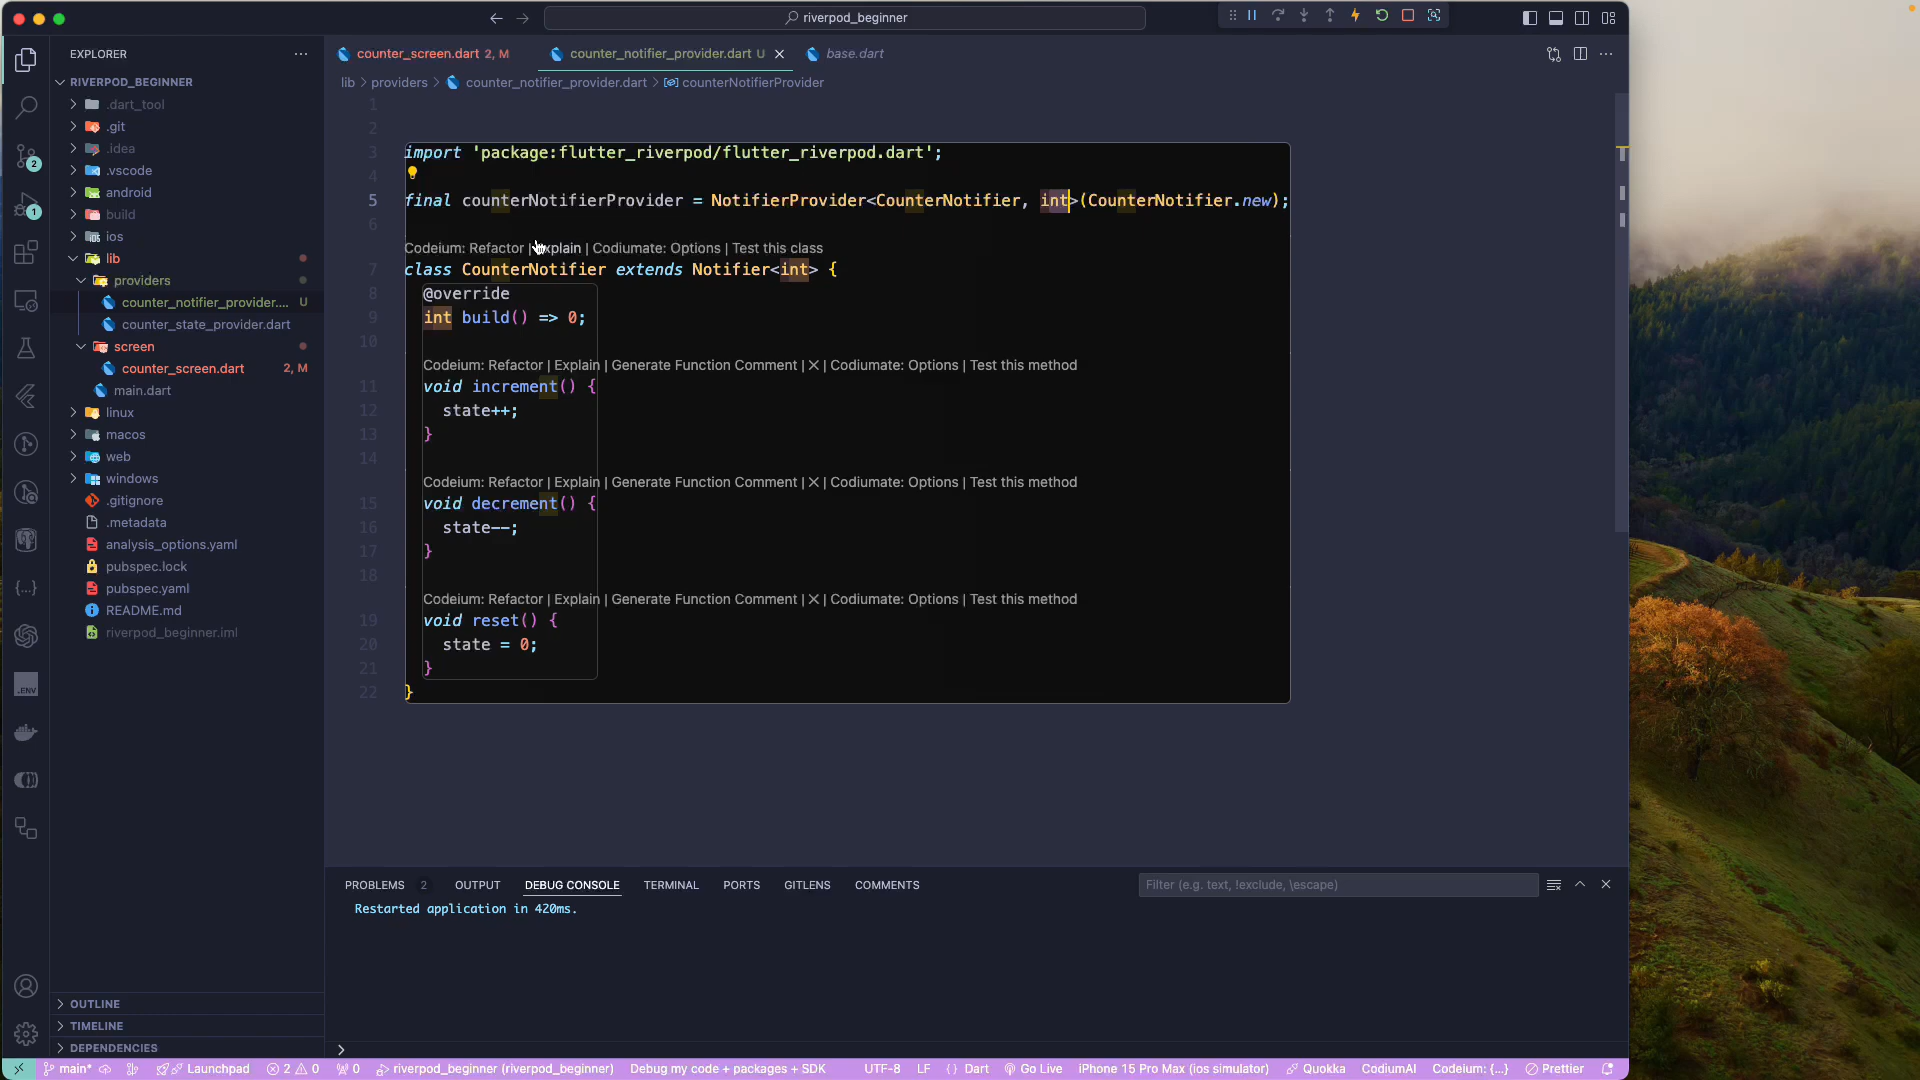 riverpod_beginner
EXPLORER
RIVERPOD_BEGINNER
.dart_tool
.git
.idea
.vscode
android
build
ios
lib
providers
counter_notifier_provider.... U
counter_state_provider.dart
screen
counter_screen.dart 2, M
main.dart
linux
macos
web
windows
.gitignore
.metadata
analysis_options.yaml
pubspec.lock
pubspec.yaml
README.md
riverpod_beginner.iml
OUTLINE
TIMELINE
DEPENDENCIES
2
1
.ENV
counter_screen.dart 2, M
counter_notifier_provider.dart U
base.dart
lib > providers > counter_notifier_provider.dart > counterNotifierProvider
1
2
3 import 'package:flutter_riverpod/flutter_riverpod.dart';
4
5 final counterNotifierProvider = NotifierProvider<CounterNotifier, int>(CounterNotifier.new);
6
Codeium: Refactor | Explain | Codiumate: Options | Test this class
7 class CounterNotifier extends Notifier<int> {
8 @override
9 int build() => 0;
10
Codeium: Refactor | Explain | Generate Function Comment | X | Codiumate: Options | Test this method
11 void increment() {
12 state++;
13 }
14
Codeium: Refactor | Explain | Generate Function Comment | X | Codiumate: Options | Test this method
15 void decrement() {
16 state--;
17 }
18
Codeium: Refactor | Explain | Generate Function Comment | X | Codiumate: Options | Test this method
19 void reset() {
20 state = 0;
21 }
22 }
PROBLEMS 2 OUTPUT DEBUG CONSOLE TERMINAL PORTS GITLENS COMMENTS
Filter (e.g. text, !exclude, \escape)
Restarted application in 420ms.
main* Launchpad 2 0 0 riverpod_beginner (riverpod_beginner) Debug my code + packages + SDK UTF-8 LF { } Dart Go Live iPhone 15 Pro Max (ios simulator) Quokka CodiumAI Codeium: {...} Prettier